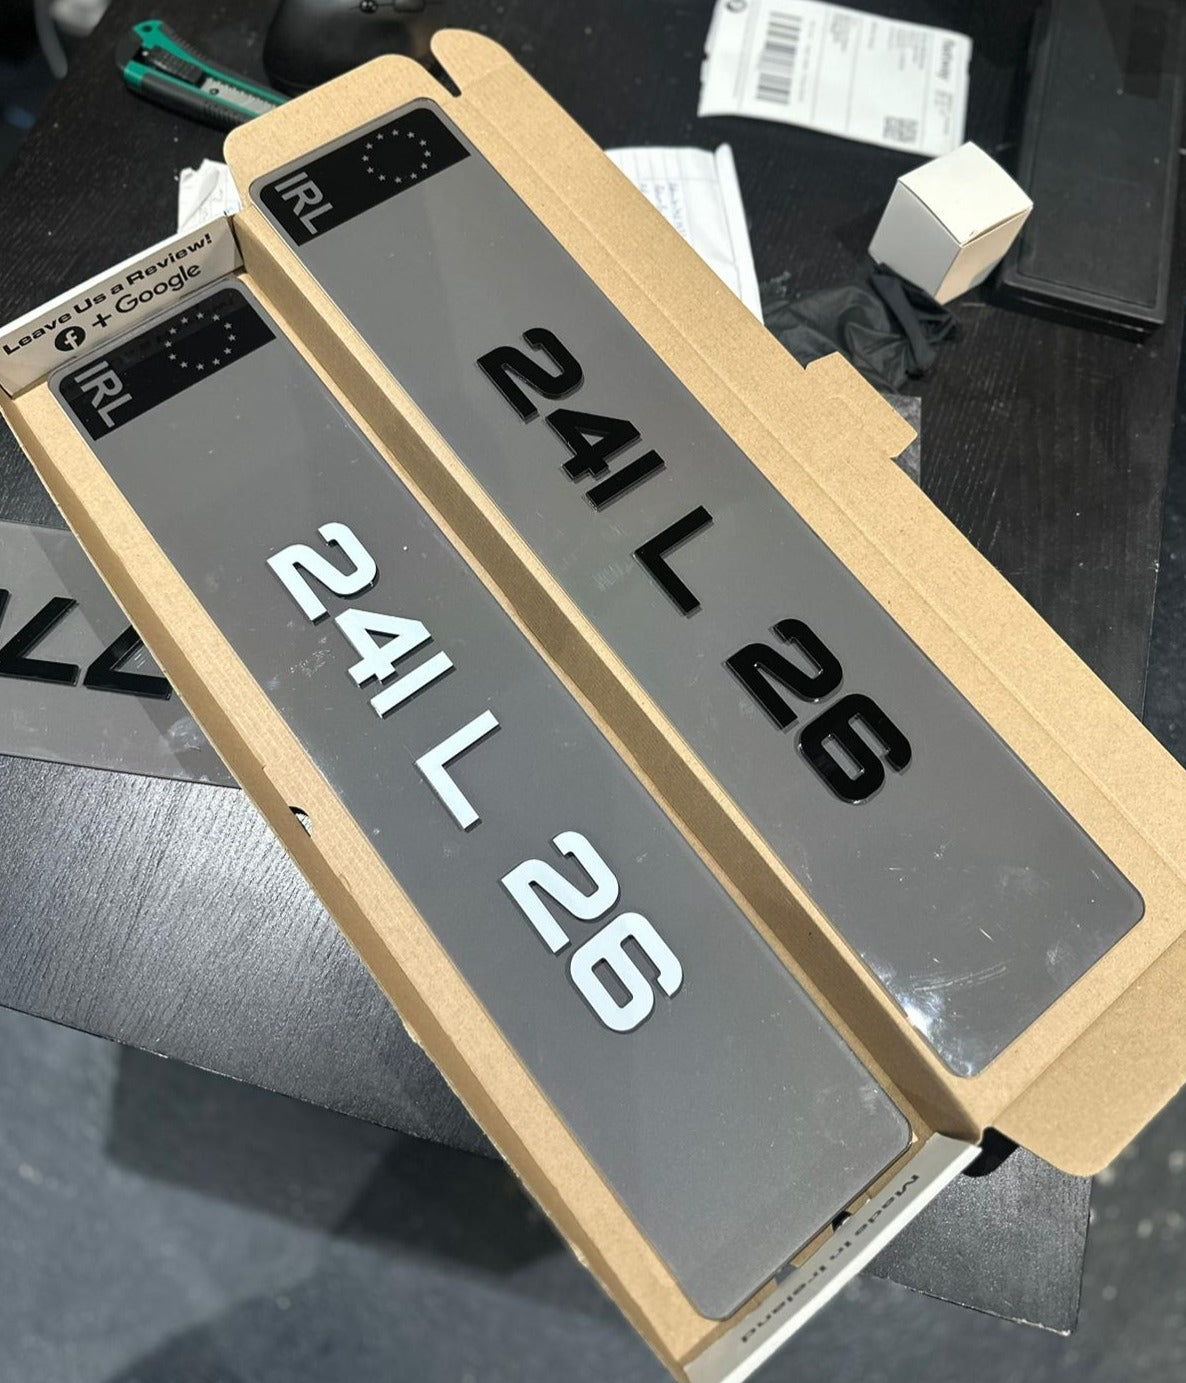 Leave Us a Review!
+ Google
IRL
241 L 26
IRL
241 L 26
Made in Ireland